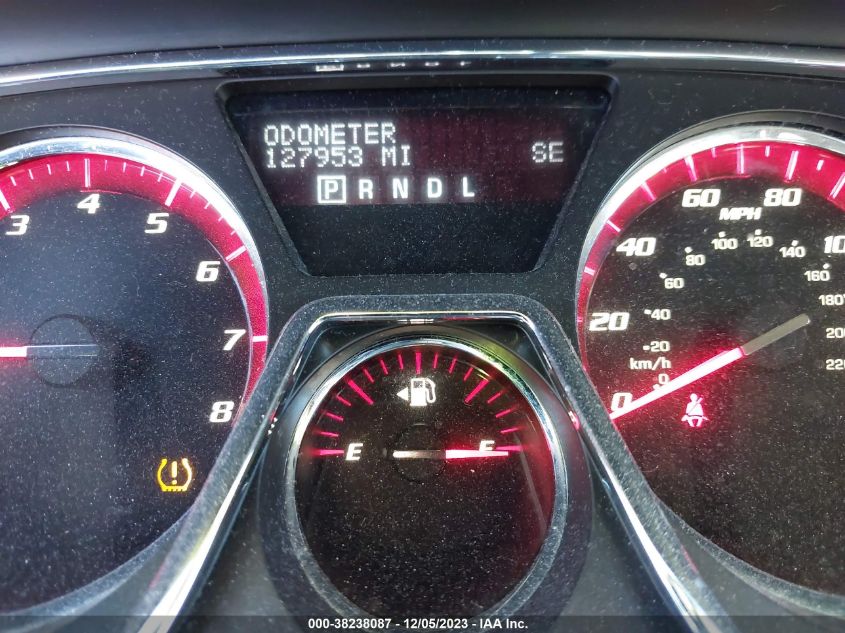 ODOMETER
127953 MI SE
P R N D L
3 4 5 6 7 8
0 20 40 60 80
MPH
0 20 40 60 80 100 120 140 160 180 200 220
km/h
E F
000-38238087 - 12/05/2023 - IAA Inc.